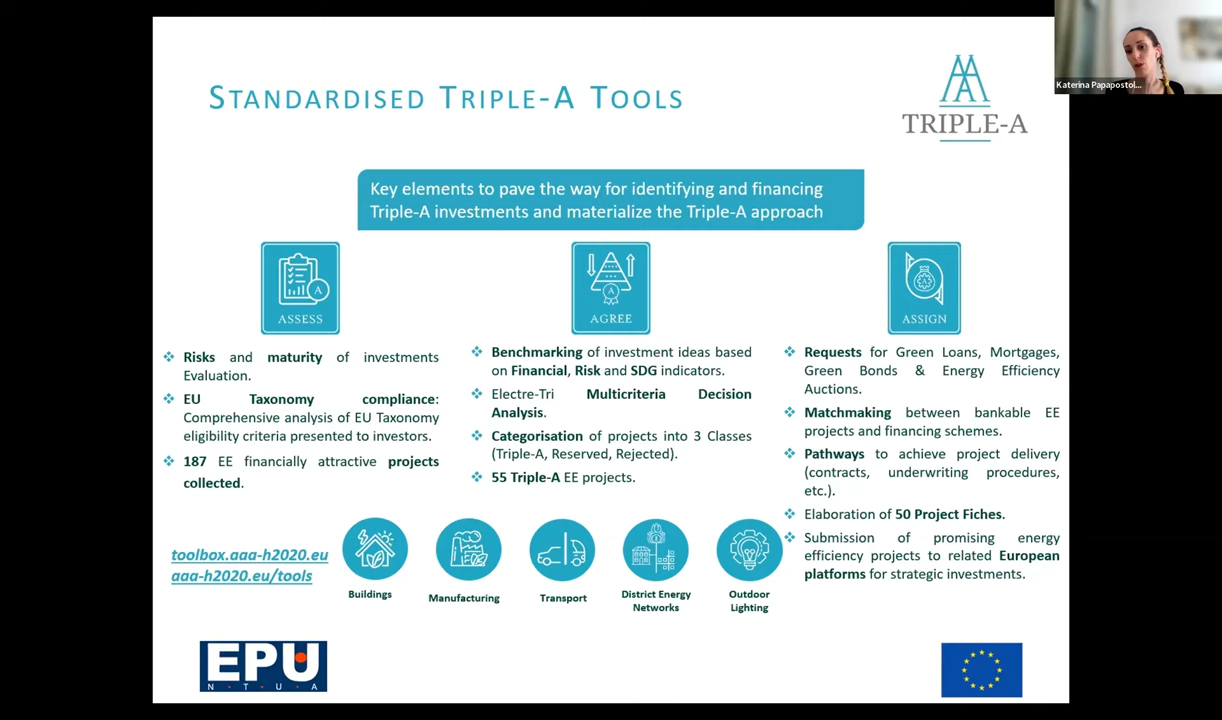 Katerina Papapostol...
STANDARDISED TRIPLE-A TOOLS
TRIPLE-A
Key elements to pave the way for identifying and financing
Triple-A investments and materialize the Triple-A approach
ASSESS
❖ Risks and maturity of investments
Evaluation.
❖ EU Taxonomy compliance:
Comprehensive analysis of EU Taxonomy
eligibility criteria presented to investors.
❖ 187 EE financially attractive projects
collected.
AGREE
❖ Benchmarking of investment ideas based
on Financial, Risk and SDG indicators.
❖ Electre-Tri Multicriteria Decision
Analysis.
❖ Categorisation of projects into 3 Classes
(Triple-A, Reserved, Rejected).
❖ 55 Triple-A EE projects.
ASSIGN
❖ Requests for Green Loans, Mortgages,
Green Bonds & Energy Efficiency
Auctions.
❖ Matchmaking between bankable EE
projects and financing schemes.
❖ Pathways to achieve project delivery
(contracts, underwriting procedures,
etc.).
❖ Elaboration of 50 Project Fiches.
❖ Submission of promising energy
efficiency projects to related European
platforms for strategic investments.
toolbox.aaa-h2020.eu
aaa-h2020.eu/tools
Buildings
Manufacturing
Transport
District Energy
Networks
Outdoor
Lighting
EPU
N·T·U·A